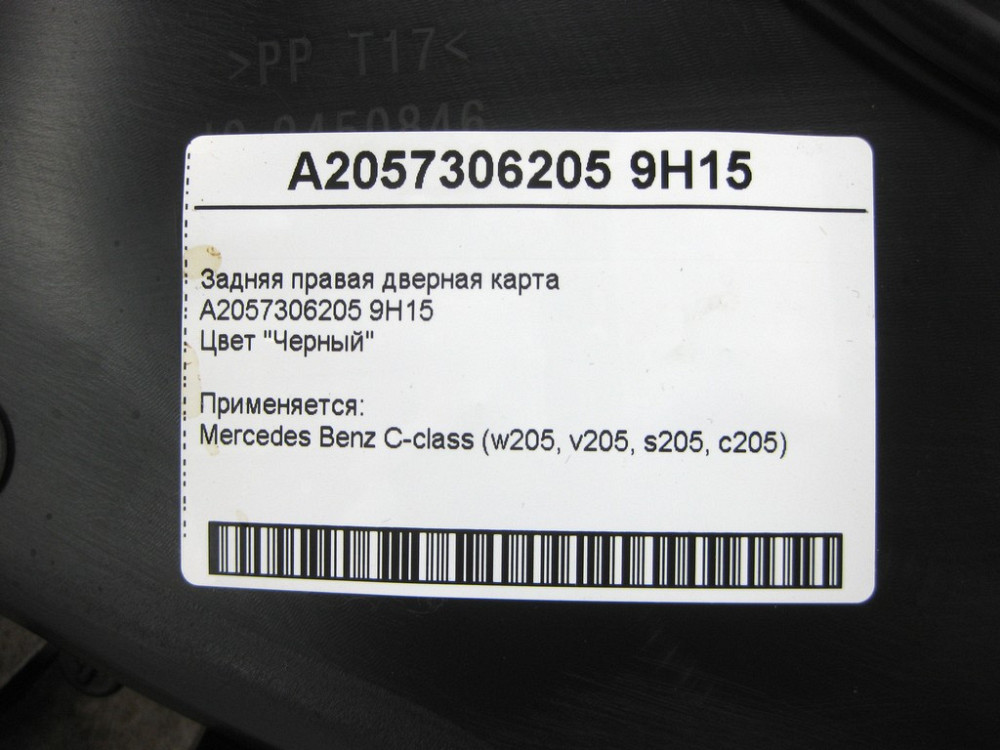 >PP T17<
0450846
A2057306205 9H15
Задняя правая дверная карта
A2057306205 9H15
Цвет "Черный"
Применяется:
Mercedes Benz C-class (w205, v205, s205, c205)